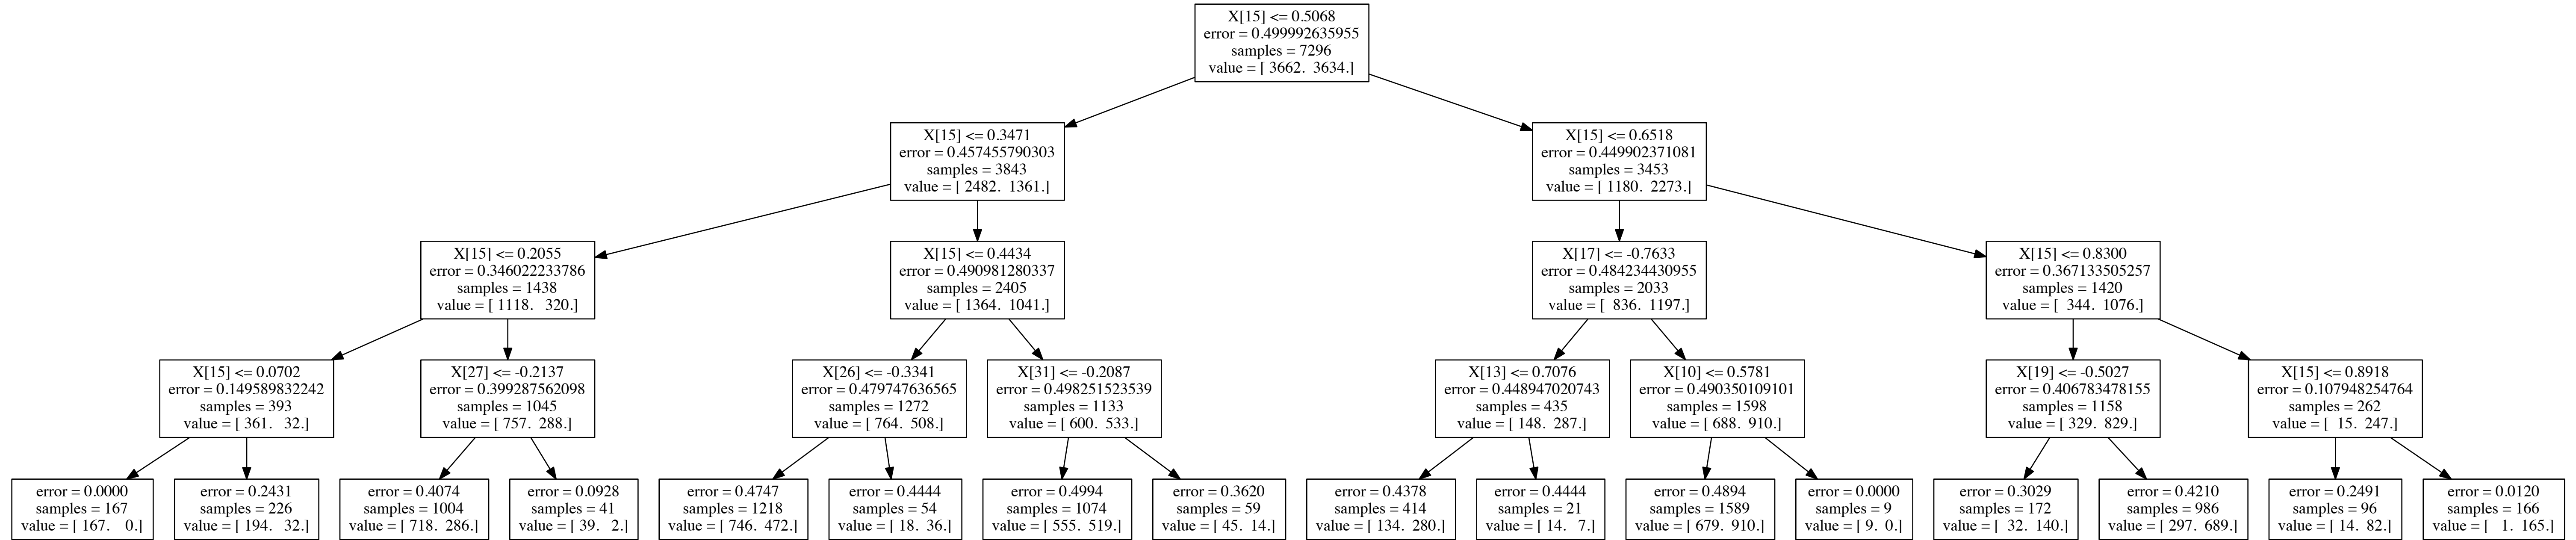 X[15] <= 0.5068
error = 0.499992635955
samples = 7296
value = [ 3662. 3634.]
X[15] <= 0.3471
error = 0.457455790303
samples = 3843
value = [ 2482. 1361.]
X[15] <= 0.6518
error = 0.449902371081
samples = 3453
value = [ 1180. 2273.]
X[15] <= 0.2055
error = 0.346022233786
samples = 1438
value = [ 1118. 320.]
X[15] <= 0.4434
error = 0.490981280337
samples = 2405
value = [ 1364. 1041.]
X[17] <= -0.7633
error = 0.484234430955
samples = 2033
value = [ 836. 1197.]
X[15] <= 0.8300
error = 0.367133505257
samples = 1420
value = [ 344. 1076.]
X[15] <= 0.0702
error = 0.149589832242
samples = 393
value = [ 361. 32.]
X[27] <= -0.2137
error = 0.399287562098
samples = 1045
value = [ 757. 288.]
X[26] <= -0.3341
error = 0.479747636565
samples = 1272
value = [ 764. 508.]
X[31] <= -0.2087
error = 0.498251523539
samples = 1133
value = [ 600. 533.]
X[13] <= 0.7076
error = 0.448947020743
samples = 435
value = [ 148. 287.]
X[10] <= 0.5781
error = 0.490350109101
samples = 1598
value = [ 688. 910.]
X[19] <= -0.5027
error = 0.406783478155
samples = 1158
value = [ 329. 829.]
X[15] <= 0.8918
error = 0.107948254764
samples = 262
value = [ 15. 247.]
error = 0.0000
samples = 167
value = [ 167. 0.]
error = 0.2431
samples = 226
value = [ 194. 32.]
error = 0.4074
samples = 1004
value = [ 718. 286.]
error = 0.0928
samples = 41
value = [ 39. 2.]
error = 0.4747
samples = 1218
value = [ 746. 472.]
error = 0.4444
samples = 54
value = [ 18. 36.]
error = 0.4994
samples = 1074
value = [ 555. 519.]
error = 0.3620
samples = 59
value = [ 45. 14.]
error = 0.4378
samples = 414
value = [ 134. 280.]
error = 0.4444
samples = 21
value = [ 14. 7.]
error = 0.4894
samples = 1589
value = [ 679. 910.]
error = 0.0000
samples = 9
value = [ 9. 0.]
error = 0.3029
samples = 172
value = [ 32. 140.]
error = 0.4210
samples = 986
value = [ 297. 689.]
error = 0.2491
samples = 96
value = [ 14. 82.]
error = 0.0120
samples = 166
value = [ 1. 165.]